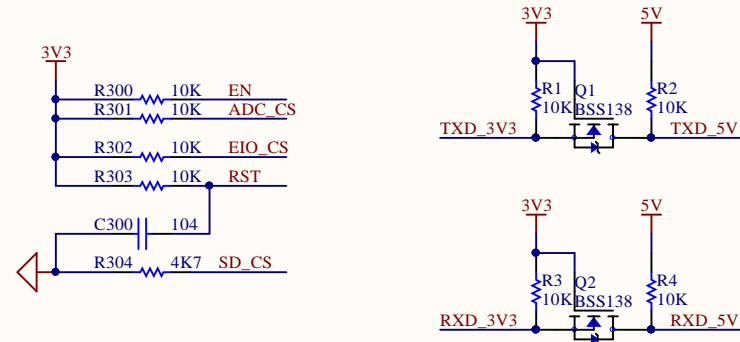 3V3
R300 10K EN
R301 10K ADC_CS
R302 10K EIO_CS
R303 10K RST
C300 104
R304 4K7 SD_CS
3V3 5V
R1 Q1 R2
10K BSS138 10K
TXD_3V3 TXD_5V
3V3 5V
R3 Q2 R4
10K BSS138 10K
RXD_3V3 RXD_5V